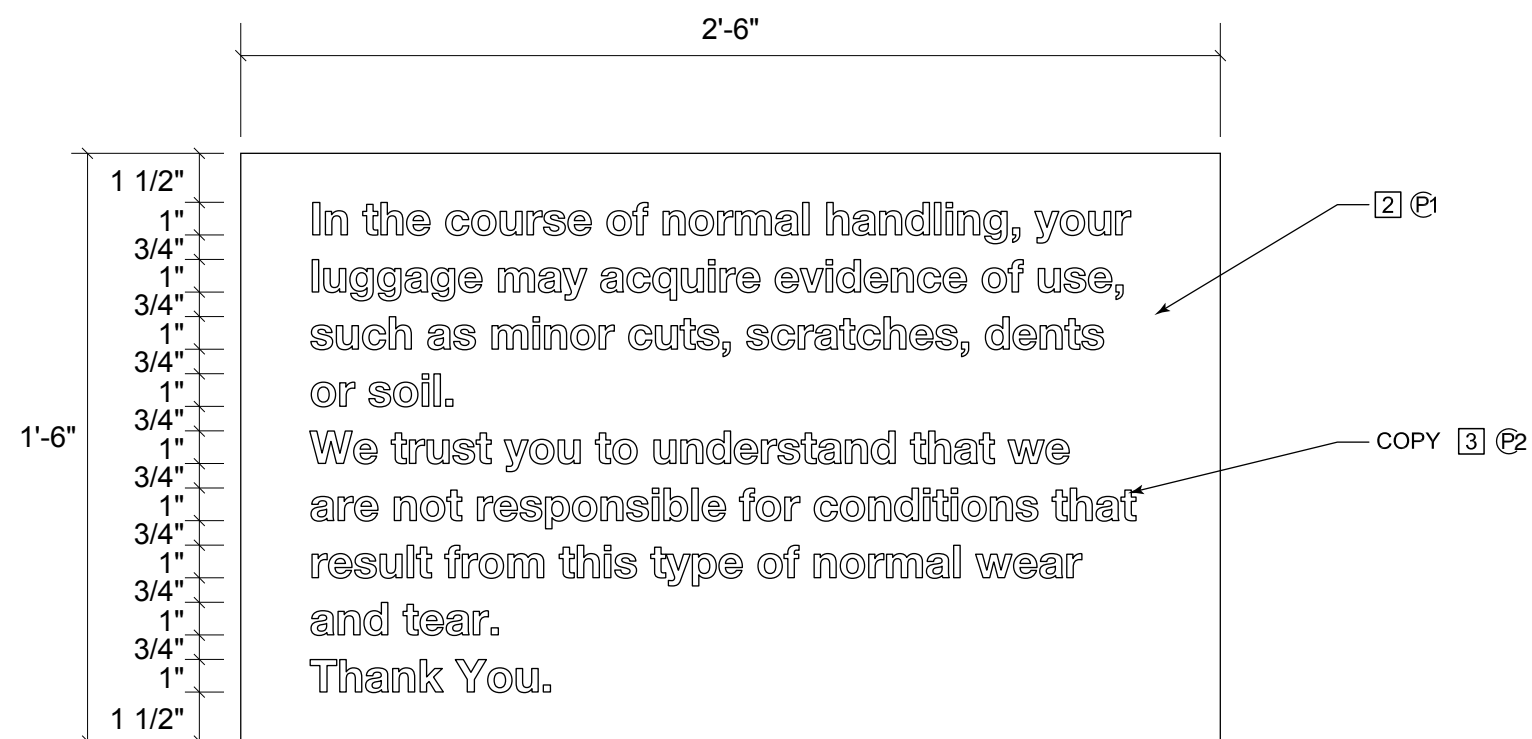 2'-6"
1 1/2"
1"
3/4"
1"
3/4"
1"
3/4"
1"
3/4"
1"
3/4"
1"
3/4"
1"
3/4"
1"
3/4"
1"
1 1/2"
1'-6"
In the course of normal handling, your
luggage may acquire evidence of use,
such as minor cuts, scratches, dents
or soil.
We trust you to understand that we
are not responsible for conditions that
result from this type of normal wear
and tear.
Thank You.
2 P1
COPY 3 P2